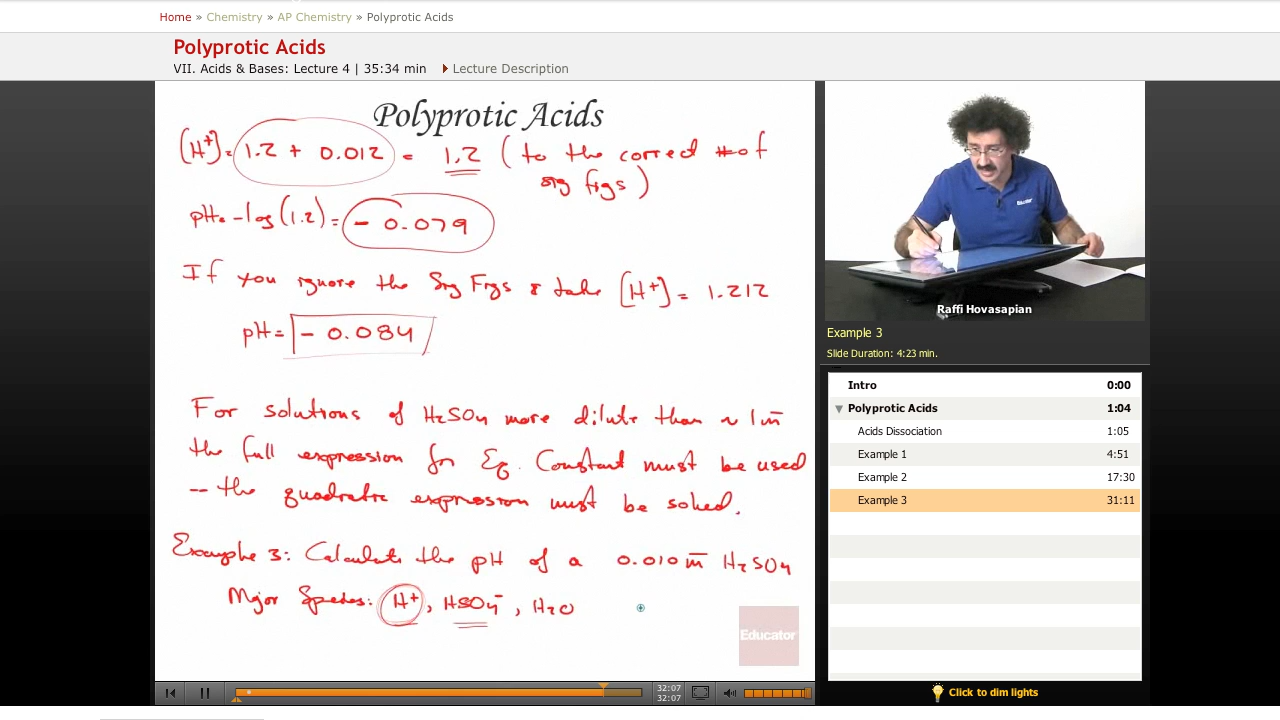 Home » Chemistry » AP Chemistry » Polyprotic Acids
Polyprotic Acids
VII. Acids & Bases: Lecture 4 | 35:34 min
Lecture Description
Polyprotic Acids
[H⁺] = 1.2 + 0.012 = 1.2 (to the correct # of
sig figs)
pH = -log(1.2) = - 0.079
If you ignore the Sig Figs & take [H⁺] = 1.212
pH = - 0.084
For solutions of H₂SO₄ more dilute than ~ 1 m̅
the full expression for Eq. Constant must be used
-- the quadratic expression must be solved.
Example 3: Calculate the pH of a 0.010 m̅ H₂SO₄
Major Species: H⁺, HSO₄⁻, H₂O
Educator
32:07
32:07
Educator
Raffi Hovasapian
Example 3
Slide Duration: 4:23 min.
Intro 0:00
Polyprotic Acids 1:04
Acids Dissociation 1:05
Example 1 4:51
Example 2 17:30
Example 3 31:11
Click to dim lights